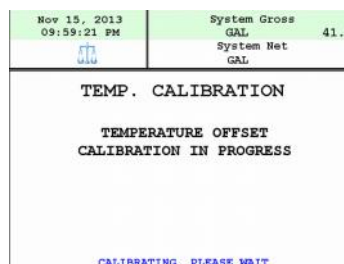 Nov 15, 2013
09:59:21 PM
System Gross
GAL 41.
System Net
GAL
TEMP. CALIBRATION
TEMPERATURE OFFSET
CALIBRATION IN PROGRESS
CALIBRATING, PLEASE WAIT